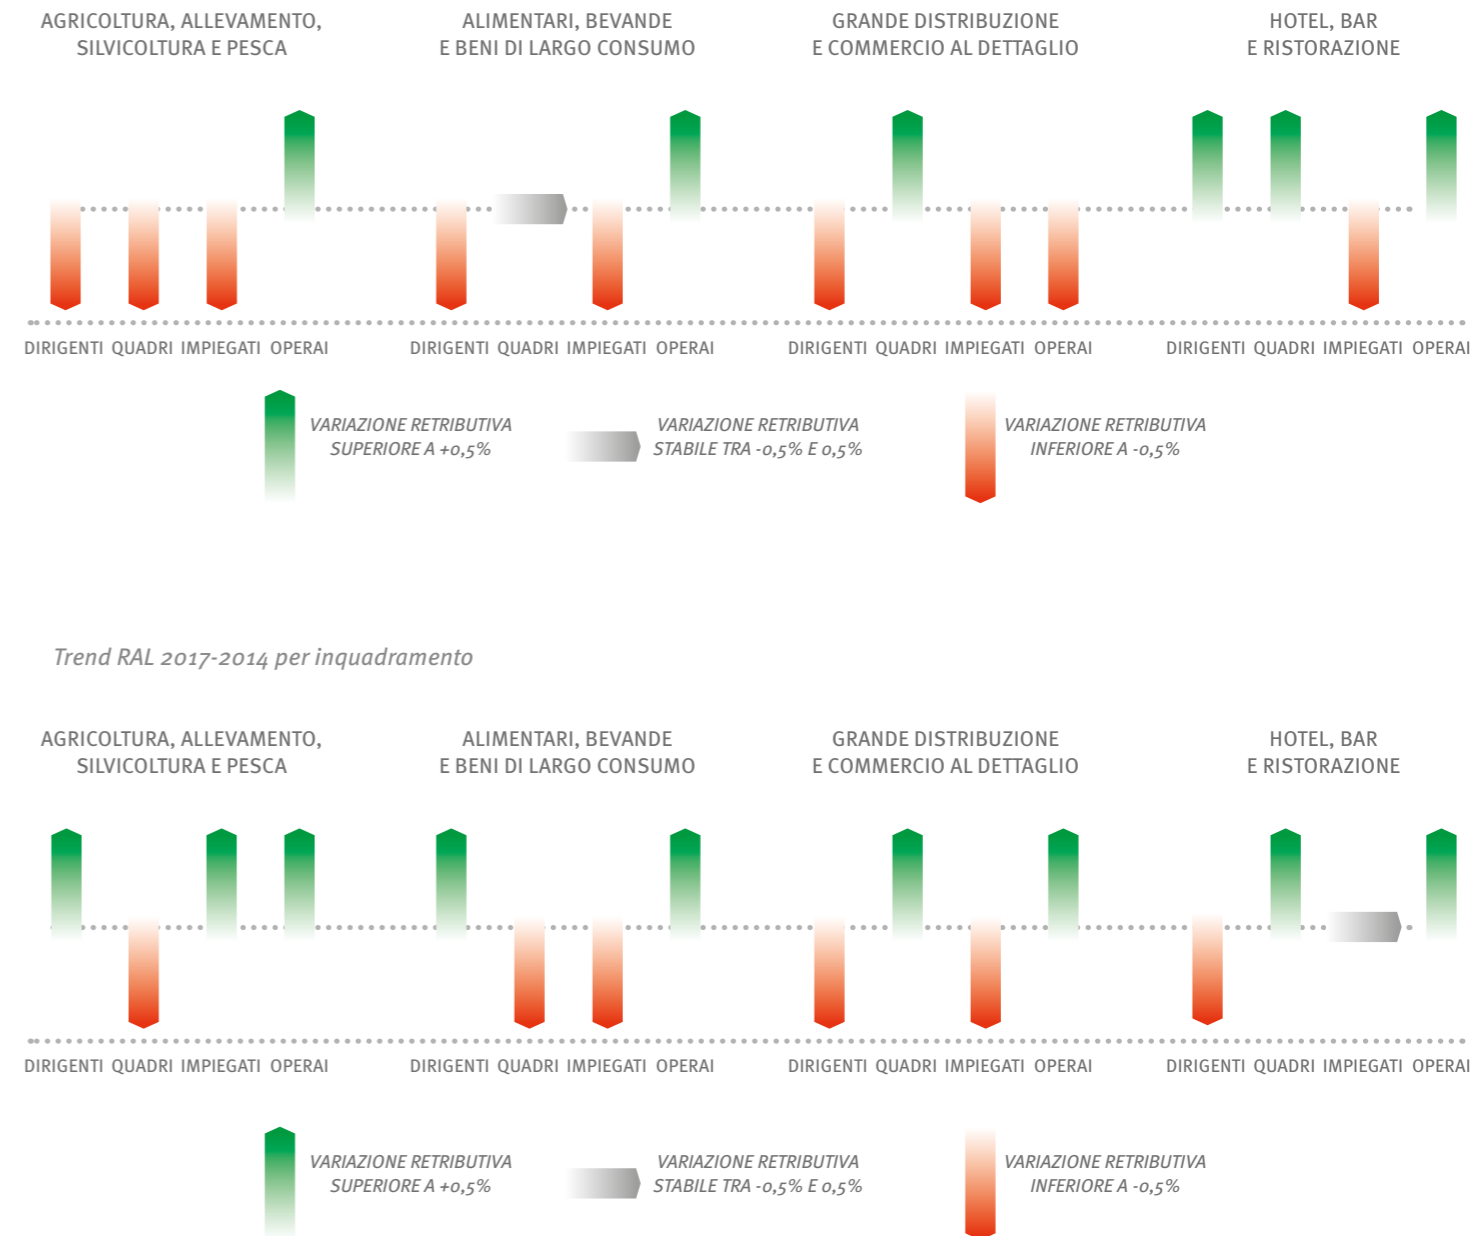 AGRICOLTURA, ALLEVAMENTO,
SILVICOLTURA E PESCA
ALIMENTARI, BEVANDE
E BENI DI LARGO CONSUMO
GRANDE DISTRIBUZIONE
E COMMERCIO AL DETTAGLIO
HOTEL, BAR
E RISTORAZIONE
DIRIGENTI QUADRI IMPIEGATI OPERAI
DIRIGENTI QUADRI IMPIEGATI OPERAI
DIRIGENTI QUADRI IMPIEGATI OPERAI
DIRIGENTI QUADRI IMPIEGATI OPERAI
VARIAZIONE RETRIBUTIVA
SUPERIORE A +0,5%
VARIAZIONE RETRIBUTIVA
STABILE TRA -0,5% E 0,5%
VARIAZIONE RETRIBUTIVA
INFERIORE A -0,5%
Trend RAL 2017-2014 per inquadramento
AGRICOLTURA, ALLEVAMENTO,
SILVICOLTURA E PESCA
ALIMENTARI, BEVANDE
E BENI DI LARGO CONSUMO
GRANDE DISTRIBUZIONE
E COMMERCIO AL DETTAGLIO
HOTEL, BAR
E RISTORAZIONE
DIRIGENTI QUADRI IMPIEGATI OPERAI
DIRIGENTI QUADRI IMPIEGATI OPERAI
DIRIGENTI QUADRI IMPIEGATI OPERAI
DIRIGENTI QUADRI IMPIEGATI OPERAI
VARIAZIONE RETRIBUTIVA
SUPERIORE A +0,5%
VARIAZIONE RETRIBUTIVA
STABILE TRA -0,5% E 0,5%
VARIAZIONE RETRIBUTIVA
INFERIORE A -0,5%